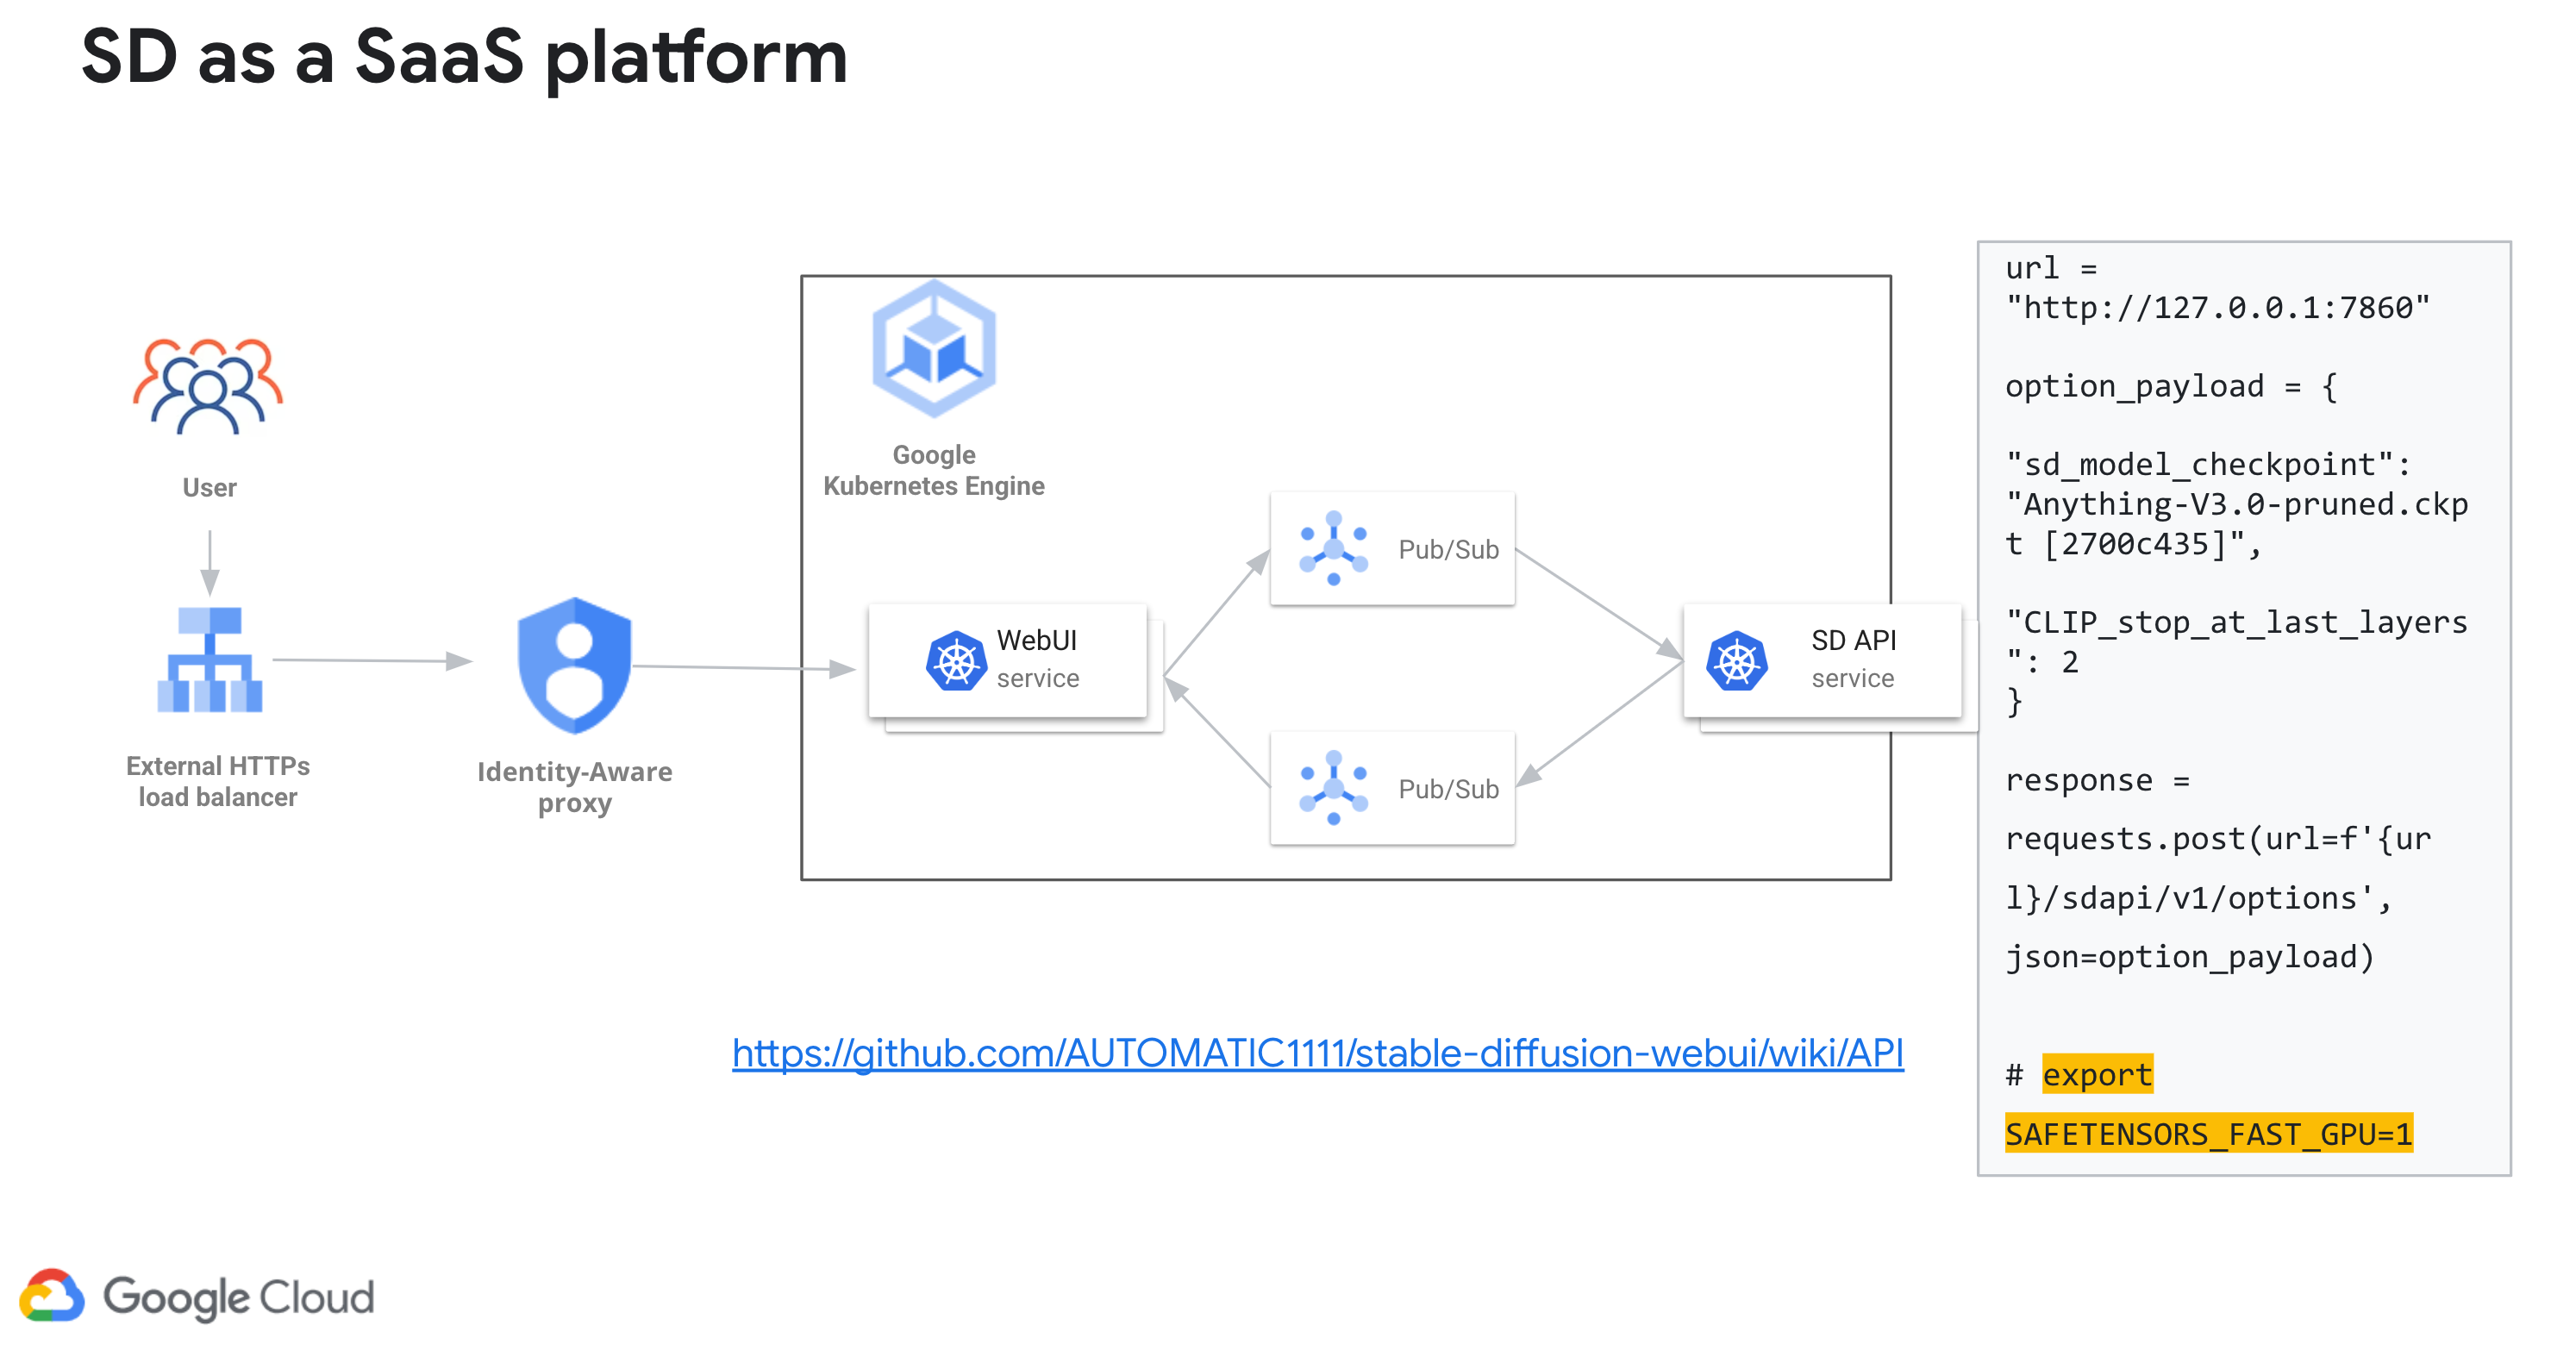 SD as a SaaS platform
User
External HTTPs
load balancer
Identity-Aware
proxy
Google
Kubernetes Engine
WebUI
service
Pub/Sub
Pub/Sub
SD API
service
url =
"http://127.0.0.1:7860"
option_payload = {
"sd_model_checkpoint":
"Anything-V3.0-pruned.ckp
t [2700c435]",
"CLIP_stop_at_last_layers
": 2
}
response =
requests.post(url=f'{ur
l}/sdapi/v1/options',
json=option_payload)
# export
SAFETENSORS_FAST_GPU=1
https://github.com/AUTOMATIC1111/stable-diffusion-webui/wiki/API
Google Cloud